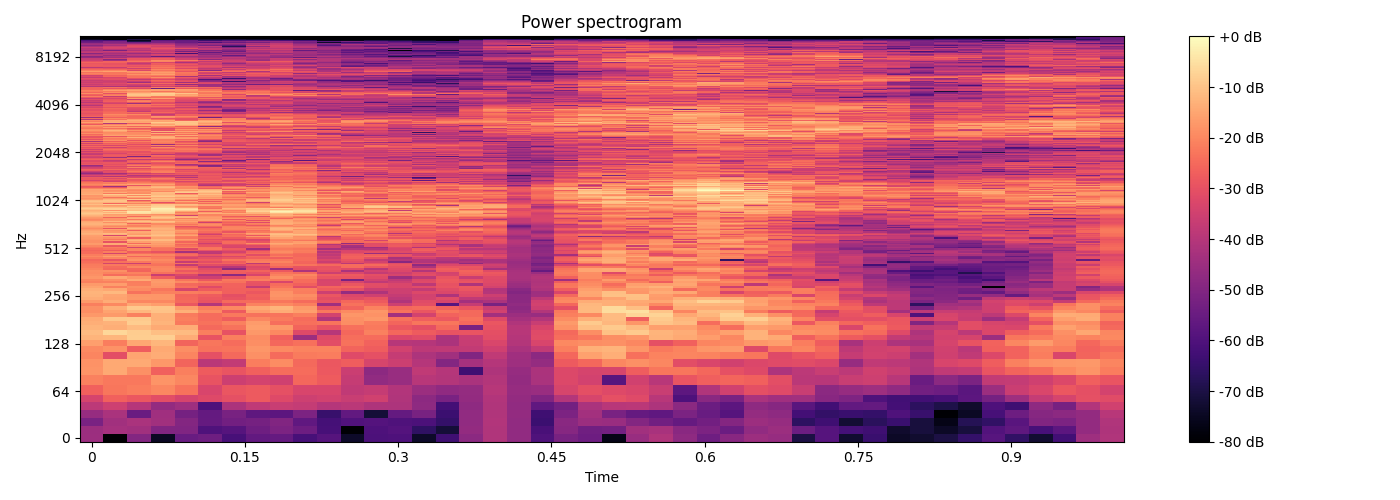 Power spectrogram
8192
4096
2048
1024
512
256
128
64
0
Hz
0
0.15
0.3
0.45
0.6
0.75
0.9
Time
+0 dB
-10 dB
-20 dB
-30 dB
-40 dB
-50 dB
-60 dB
-70 dB
-80 dB